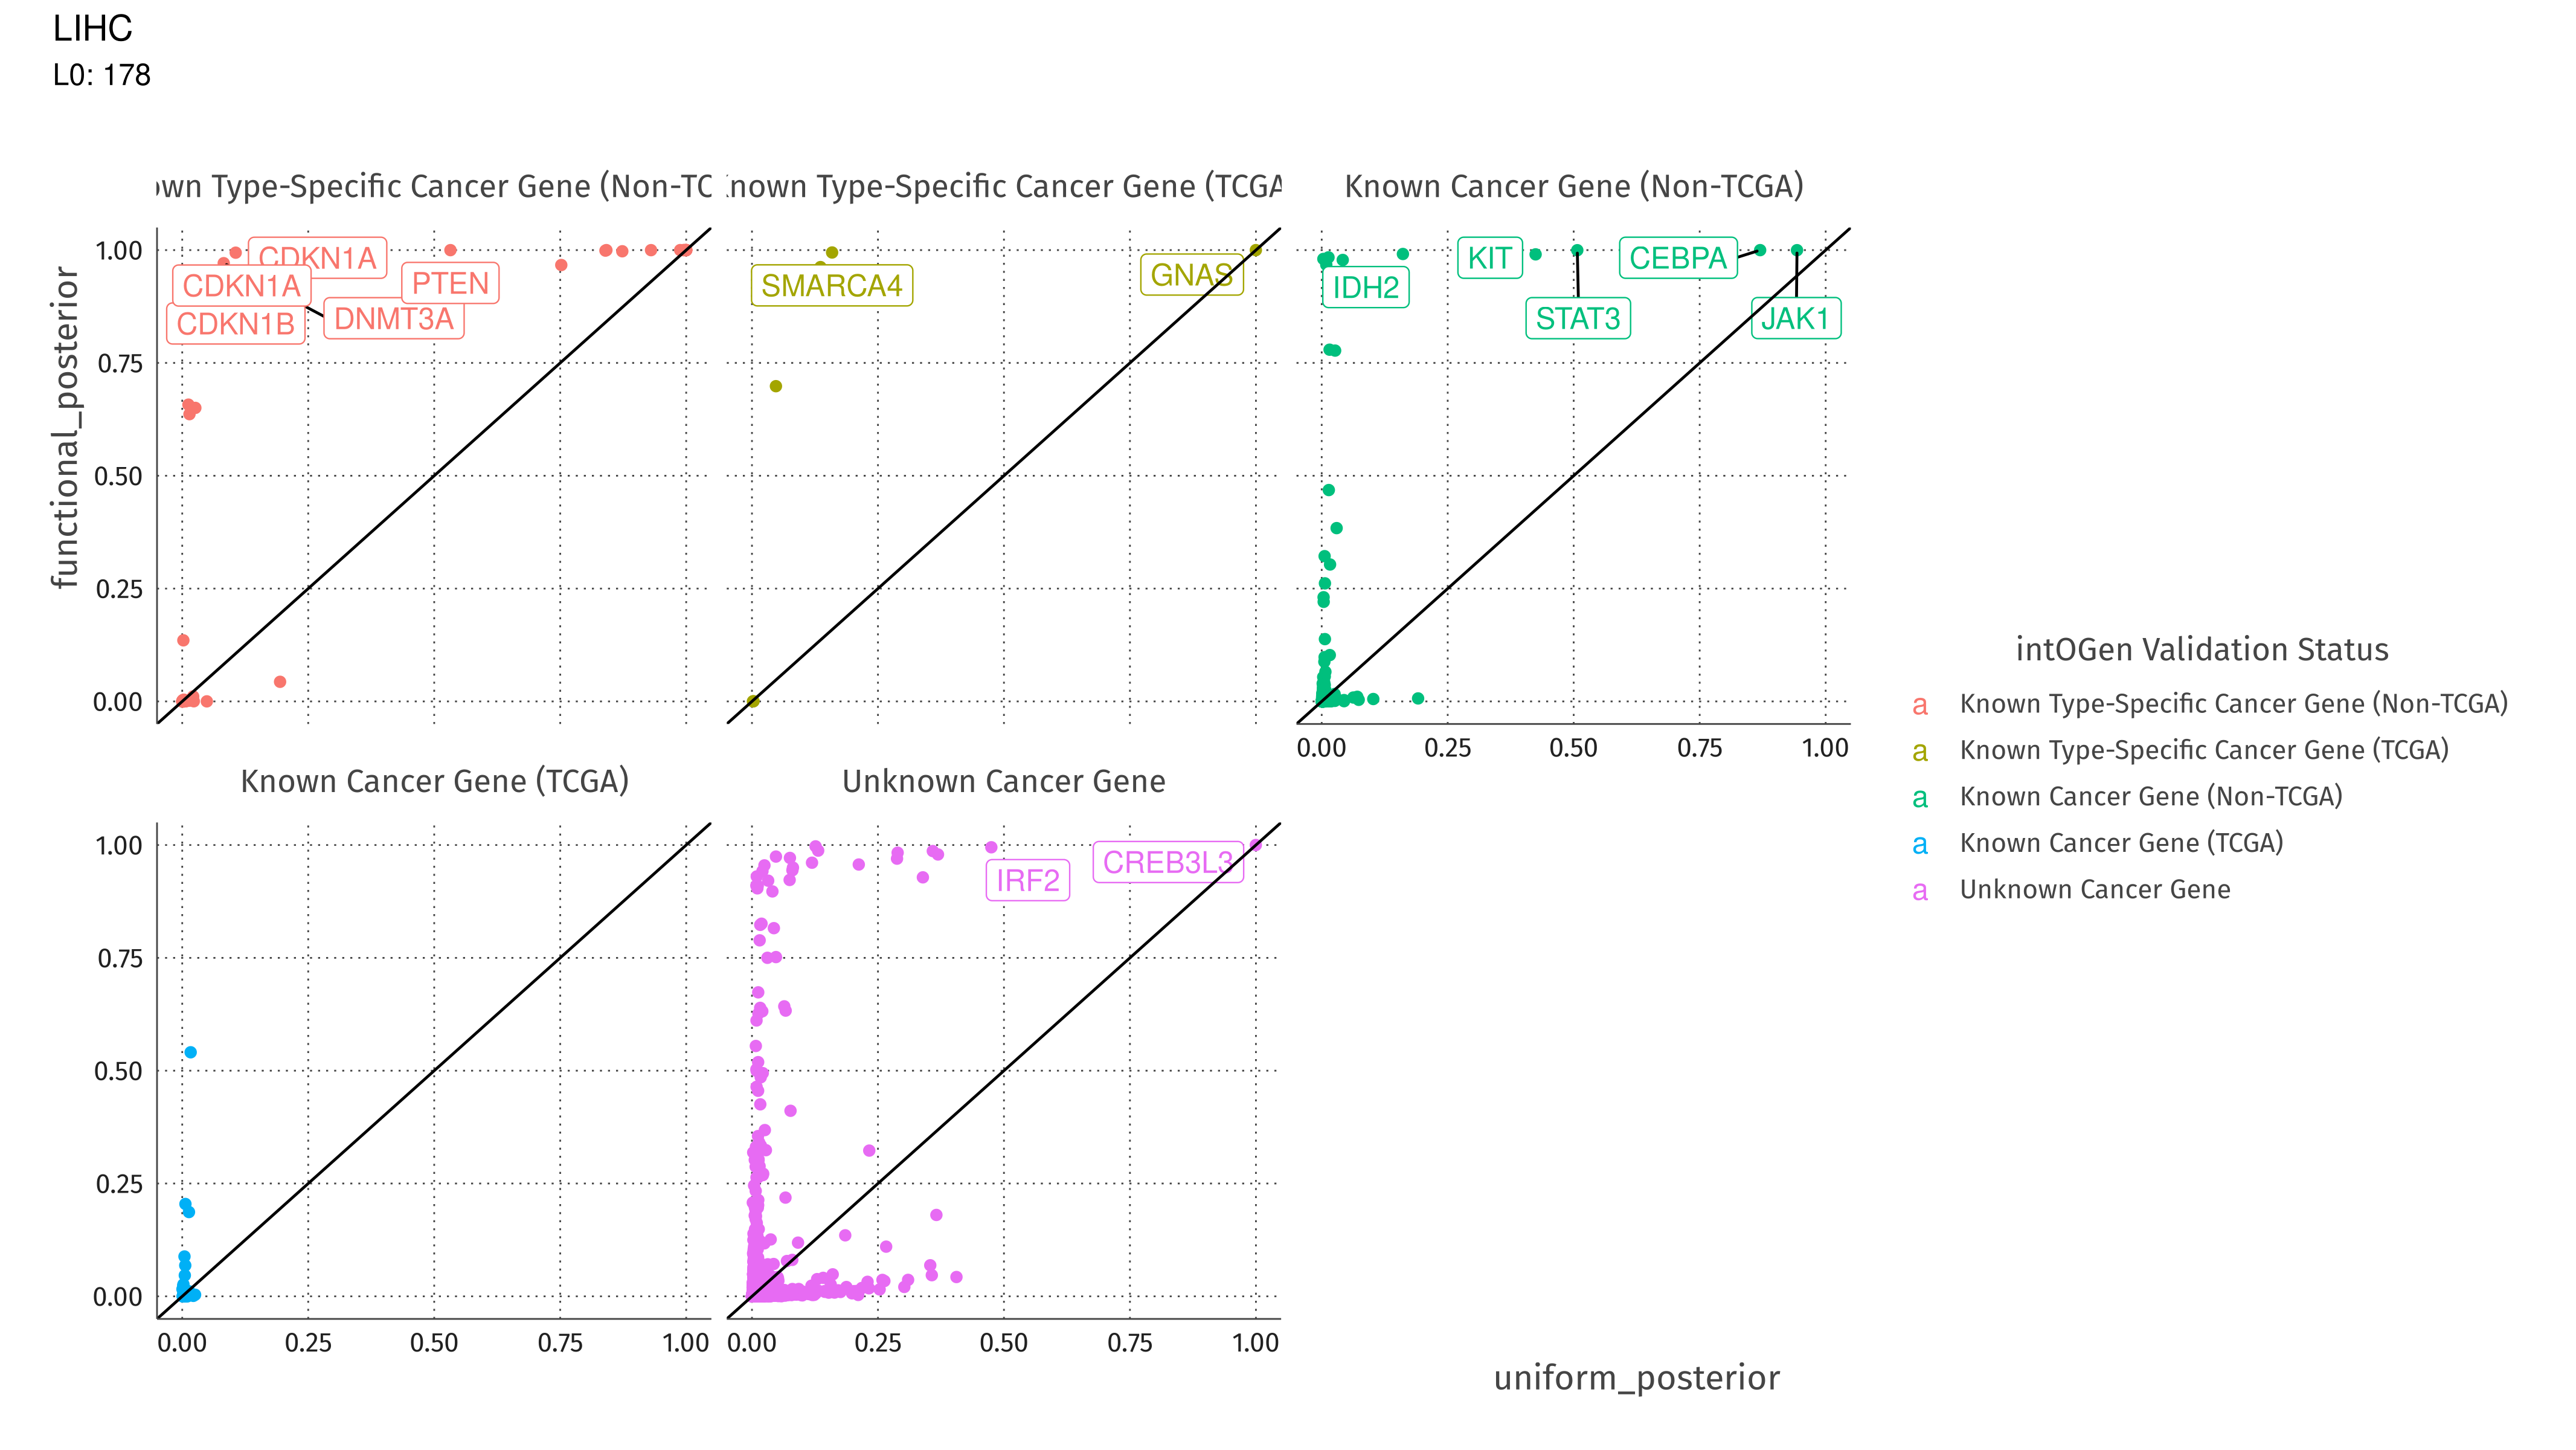 LIHC
L0: 178
own Type-Specific Cancer Gene (Non-TC
Known Type-Specific Cancer Gene (TCGA
Known Cancer Gene (Non-TCGA)
functional_posterior
1.00
0.75
0.50
0.25
0.00
CDKN1A
CDKN1A
PTEN
CDKN1B
DNMT3A
SMARCA4
GNAS
KIT
CEBPA
IDH2
STAT3
JAK1
0.00 0.25 0.50 0.75 1.00
Known Cancer Gene (TCGA)
Unknown Cancer Gene
1.00
0.75
0.50
0.25
0.00
IRF2
CREB3L3
0.00 0.25 0.50 0.75 1.00
0.00 0.25 0.50 0.75 1.00
uniform_posterior
intOGen Validation Status
a Known Type-Specific Cancer Gene (Non-TCGA)
a Known Type-Specific Cancer Gene (TCGA)
a Known Cancer Gene (Non-TCGA)
a Known Cancer Gene (TCGA)
a Unknown Cancer Gene